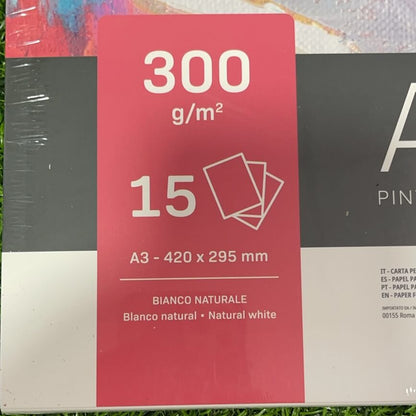 300
g/m²
15
A3 - 420 x 295 mm
BIANCO NATURALE
Blanco natural • Natural white
A
PINT
IT - CARTA PE
ES - PAPEL PA
PT - PAPEL PA
EN - PAPER F
00155 Roma